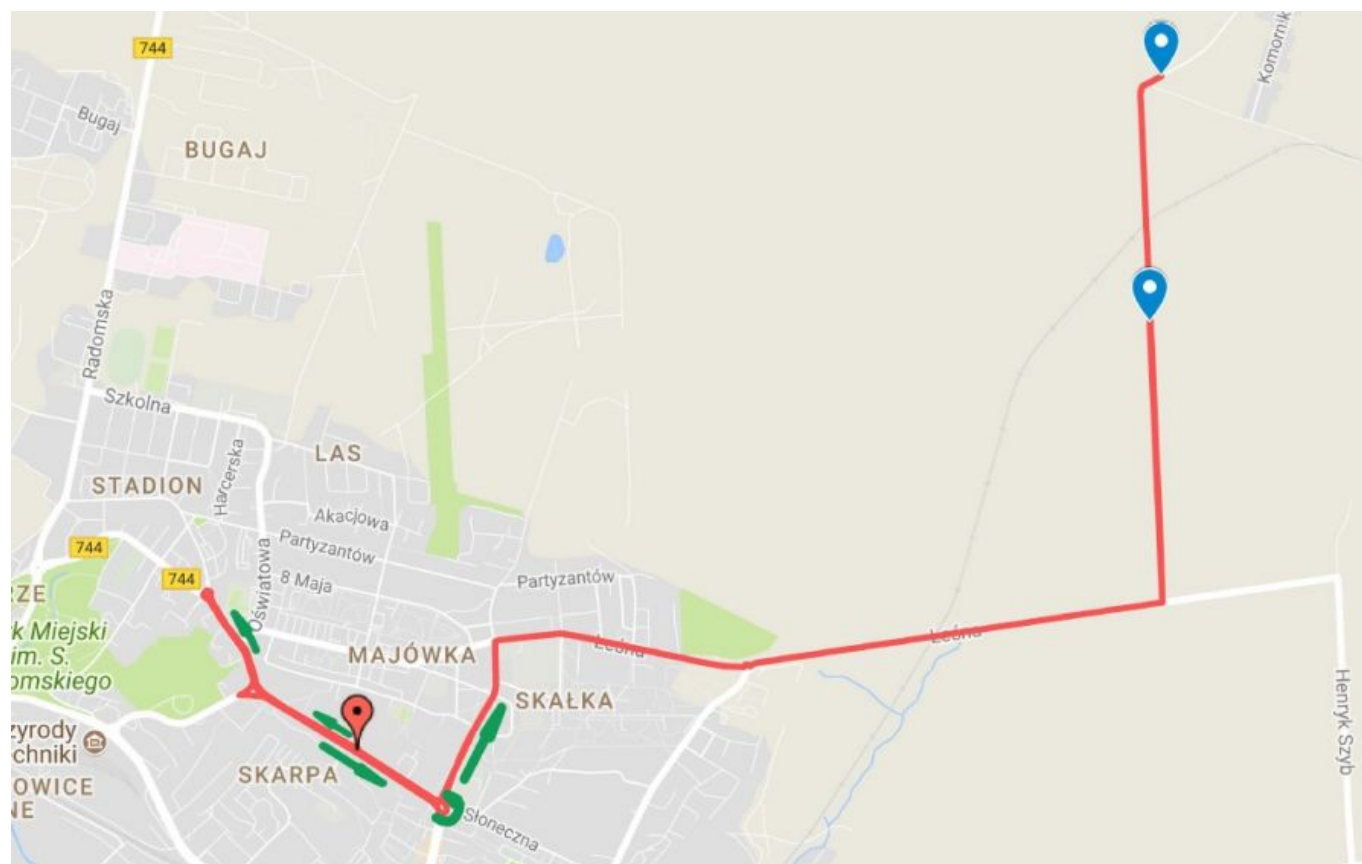 744
Komornik
Bugaj
BUGAJ
Radomska
Szkolna
LAS
Harcerska
STADION
Akacjowa
Partyzantów
744
8 Maja
Oświatowa
Partyzantów
744
RZE
k Miejski
im. S.
omskiego
MAJÓWKA
Leśna
Leśna
SKAŁKA
Henryk Szyb
zyrody
chniki
SKARPA
OWICE
NE
Słoneczna